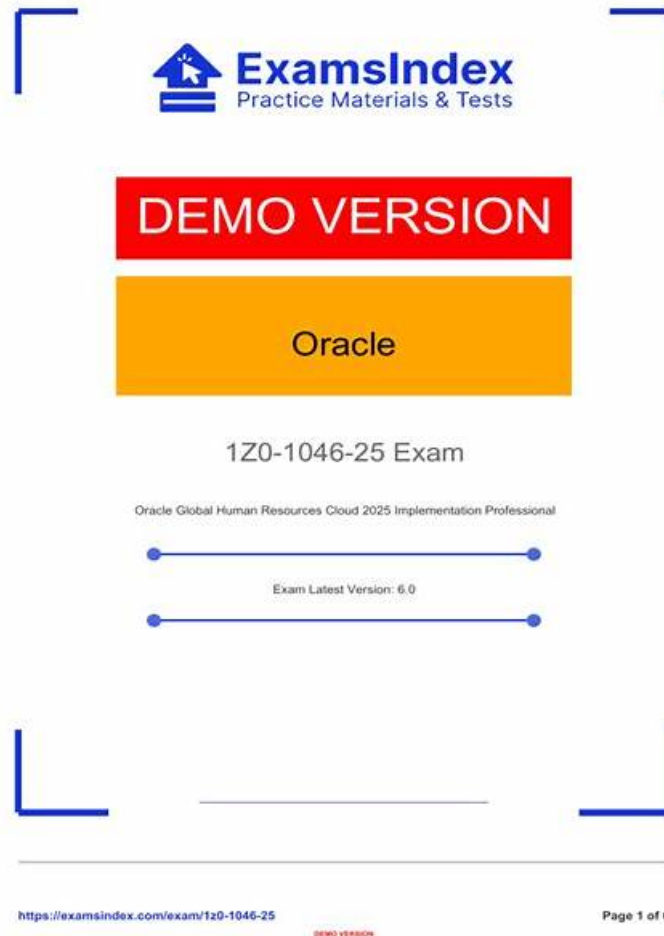 ExamsIndex
Practice Materials & Tests
DEMO VERSION
Oracle
1Z0-1046-25 Exam
Oracle Global Human Resources Cloud 2025 Implementation Professional
Exam Latest Version: 6.0
https://examsindex.com/exam/1z0-1046-25
Page 1 of
DEMO VERSION